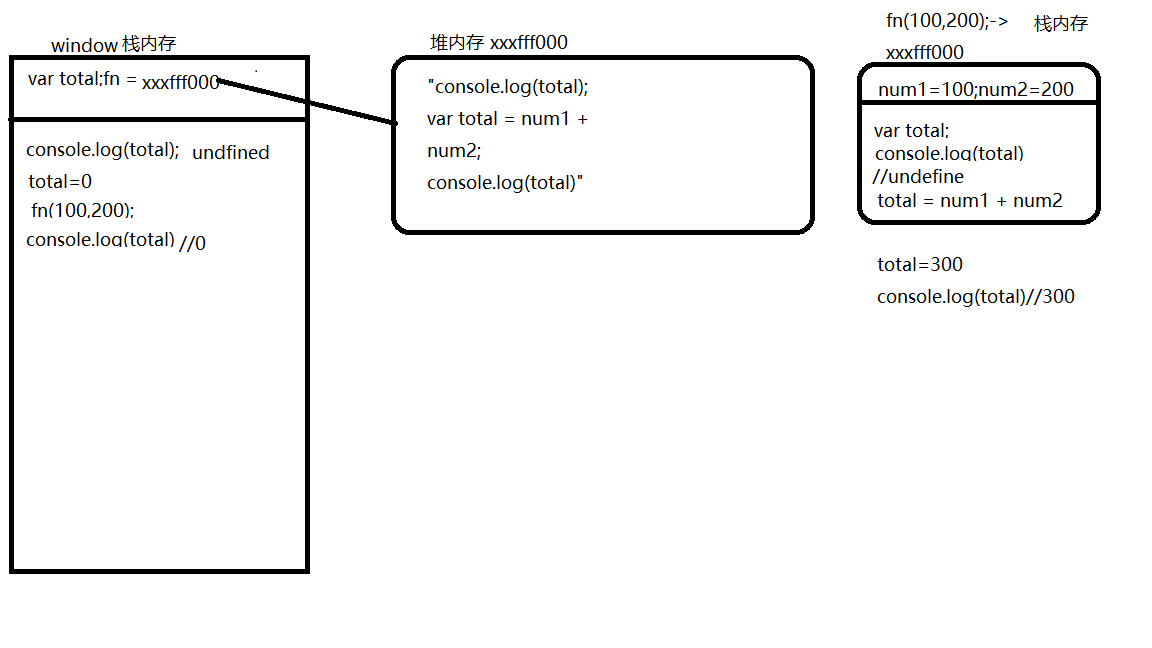 window 栈内存
var total;fn = xxxfff000
console.log(total); undfined
total=0
fn(100,200);
console.log(total) //0
堆内存 xxxfff000
"console.log(total);
var total = num1 +
num2;
console.log(total)"
fn(100,200);-> 栈内存
xxxfff000
num1=100;num2=200
var total;
console.log(total)
//undefine
total = num1 + num2
total=300
console.log(total)//300